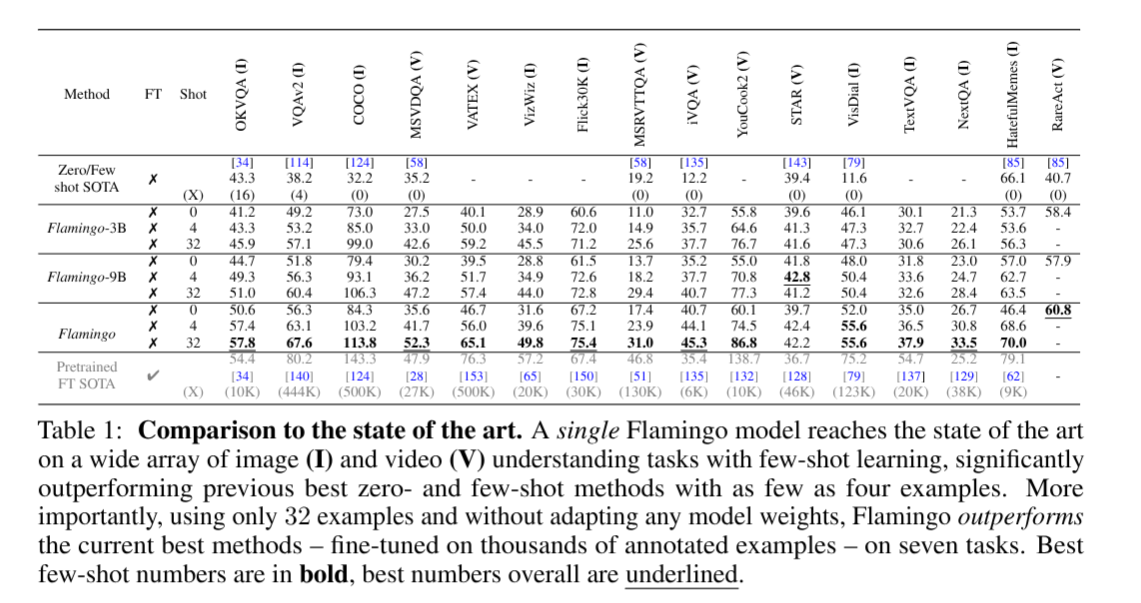 Method FT Shot OKVQA (I) VQAv2 (I) COCO (I) MSVDQA (V) VATEX (V) VizWiz (I) Flick30K (I) MSRVTTQA (V) iVQA (V) YouCook2 (V) STAR (V) VisDial (I) TextVQA (I) NextQA (I) HatefulMemes (I) RareAct (V)
[34] [114] [124] [58] [58] [135] [143] [79] [85] [85]
Zero/Few shot SOTA ✗ 43.3 38.2 32.2 35.2 - - - 19.2 12.2 - 39.4 11.6 - - 66.1 40.7
(X) (16) (4) (0) (0) (0) (0) (0) (0) (0) (0)
✗ 0 41.2 49.2 73.0 27.5 40.1 28.9 60.6 11.0 32.7 55.8 39.6 46.1 30.1 21.3 53.7 58.4
Flamingo-3B ✗ 4 43.3 53.2 85.0 33.0 50.0 34.0 72.0 14.9 35.7 64.6 41.3 47.3 32.7 22.4 53.6 -
✗ 32 45.9 57.1 99.0 42.6 59.2 45.5 71.2 25.6 37.7 76.7 41.6 47.3 30.6 26.1 56.3 -
✗ 0 44.7 51.8 79.4 30.2 39.5 28.8 61.5 13.7 35.2 55.0 41.8 48.0 31.8 23.0 57.0 57.9
Flamingo-9B ✗ 4 49.3 56.3 93.1 36.2 51.7 34.9 72.6 18.2 37.7 70.8 42.8 50.4 33.6 24.7 62.7 -
✗ 32 51.0 60.4 106.3 47.2 57.4 44.0 72.8 29.4 40.7 77.3 41.2 50.4 32.6 28.4 63.5 -
✗ 0 50.6 56.3 84.3 35.6 46.7 31.6 67.2 17.4 40.7 60.1 39.7 52.0 35.0 26.7 46.4 60.8
Flamingo ✗ 4 57.4 63.1 103.2 41.7 56.0 39.6 75.1 23.9 44.1 74.5 42.4 55.6 36.5 30.8 68.6 -
✗ 32 57.8 67.6 113.8 52.3 65.1 49.8 75.4 31.0 45.3 86.8 42.2 55.6 37.9 33.5 70.0 -
54.4 80.2 143.3 47.9 76.3 57.2 67.4 46.8 35.4 138.7 36.7 75.2 54.7 25.2 79.1
Pretrained FT SOTA ✔ [34] [140] [124] [28] [153] [65] [150] [51] [135] [132] [128] [79] [137] [129] [62] -
(X) (10K) (444K) (500K) (27K) (500K) (20K) (30K) (130K) (6K) (10K) (46K) (123K) (20K) (38K) (9K)
Table 1: Comparison to the state of the art. A single Flamingo model reaches the state of the art
on a wide array of image (I) and video (V) understanding tasks with few-shot learning, significantly
outperforming previous best zero- and few-shot methods with as few as four examples. More
importantly, using only 32 examples and without adapting any model weights, Flamingo outperforms
the current best methods – fine-tuned on thousands of annotated examples – on seven tasks. Best
few-shot numbers are in bold, best numbers overall are underlined.